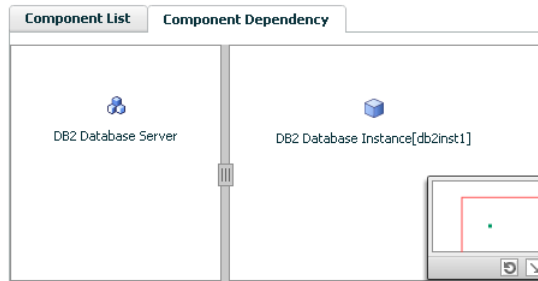 Component List
Component Dependency
DB2 Database Server
DB2 Database Instance[db2inst1]